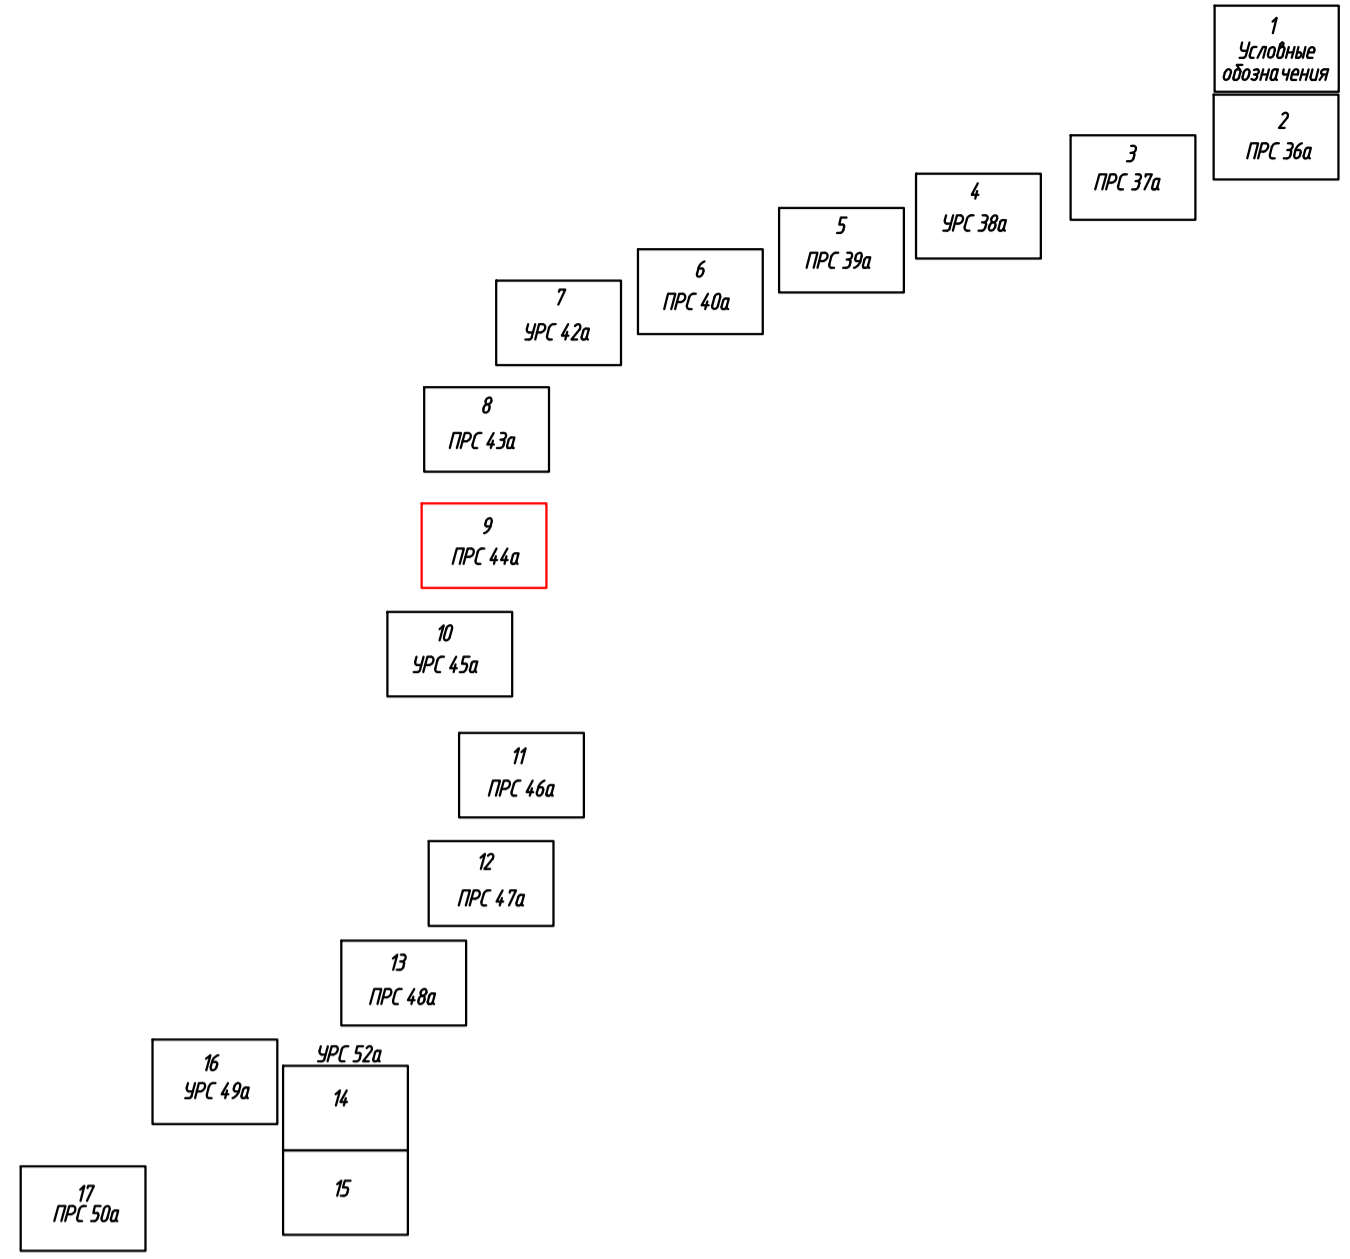 1
Условные
обозначения
2
ПРС 36а
3
ПРС 37а
4
УРС 38а
5
ПРС 39а
6
ПРС 40а
7
УРС 42а
8
ПРС 43а
9
ПРС 44а
10
УРС 45а
11
ПРС 46а
12
ПРС 47а
13
ПРС 48а
УРС 52а
14
15
16
УРС 49а
17
ПРС 50а